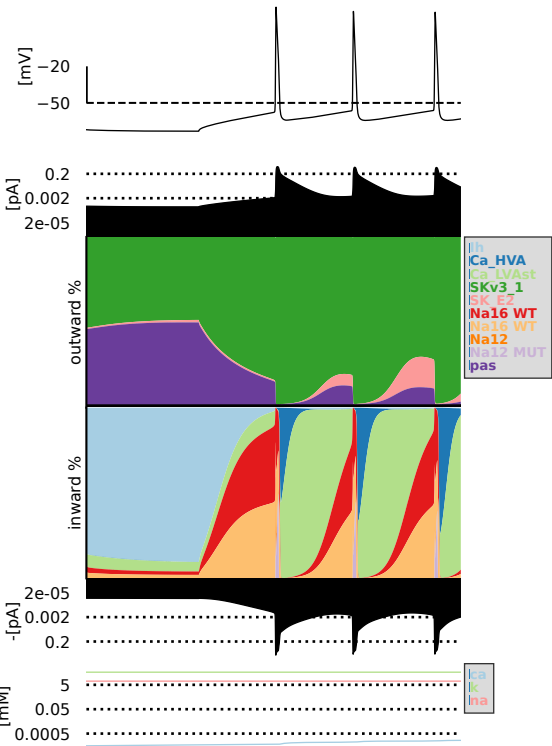 [mV]
−20
−50
[pA]
0.2
0.002
2e-05
outward %
Ih
Ca_HVA
Ca_LVAst
SKv3_1
SK_E2
Na16 WT
Na16 WT
Na12
Na12 MUT
pas
inward %
-[pA]
2e-05
0.002
0.2
[mM]
5
0.05
0.0005
ca
k
na